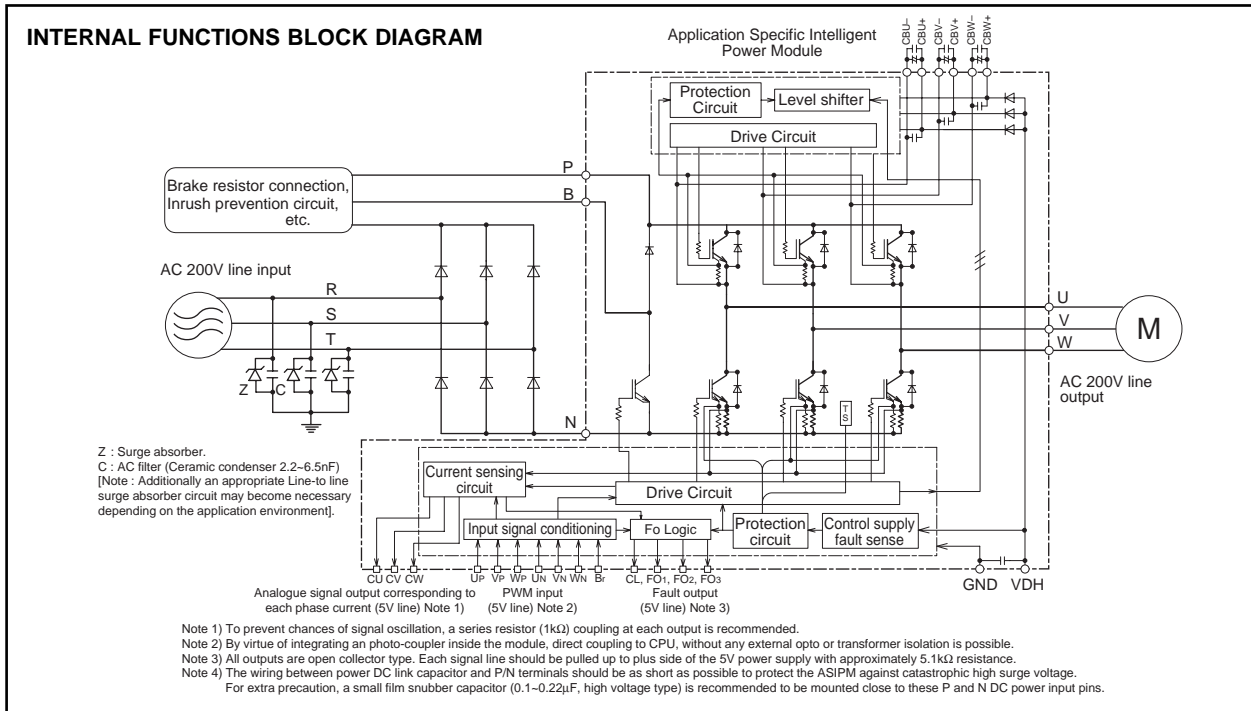 INTERNAL FUNCTIONS BLOCK DIAGRAM
Application Specific Intelligent
Power Module
CBU–
CBU+
CBV–
CBV+
CBW–
CBW+
Protection
Circuit
Level shifter
Drive Circuit
Brake resistor connection,
Inrush prevention circuit,
etc.
P
B
AC 200V line input
R
S
T
Z
C
N
U
V
W
M
AC 200V line
output
T
S
Z : Surge absorber.
C : AC filter (Ceramic condenser 2.2~6.5nF)
[Note : Additionally an appropriate Line-to line
surge absorber circuit may become necessary
depending on the application environment].
Current sensing
circuit
Drive Circuit
Input signal conditioning
Fo Logic
Protection
circuit
Control supply
fault sense
CU CV CW
UP VP WP UN VN WN Br
CL, FO1, FO2, FO3
GND VDH
Analogue signal output corresponding to
each phase current (5V line) Note 1)
PWM input
(5V line) Note 2)
Fault output
(5V line) Note 3)
Note 1) To prevent chances of signal oscillation, a series resistor (1kΩ) coupling at each output is recommended.
Note 2) By virtue of integrating an photo-coupler inside the module, direct coupling to CPU, without any external opto or transformer isolation is possible.
Note 3) All outputs are open collector type. Each signal line should be pulled up to plus side of the 5V power supply with approximately 5.1kΩ resistance.
Note 4) The wiring between power DC link capacitor and P/N terminals should be as short as possible to protect the ASIPM against catastrophic high surge voltage.
For extra precaution, a small film snubber capacitor (0.1~0.22µF, high voltage type) is recommended to be mounted close to these P and N DC power input pins.